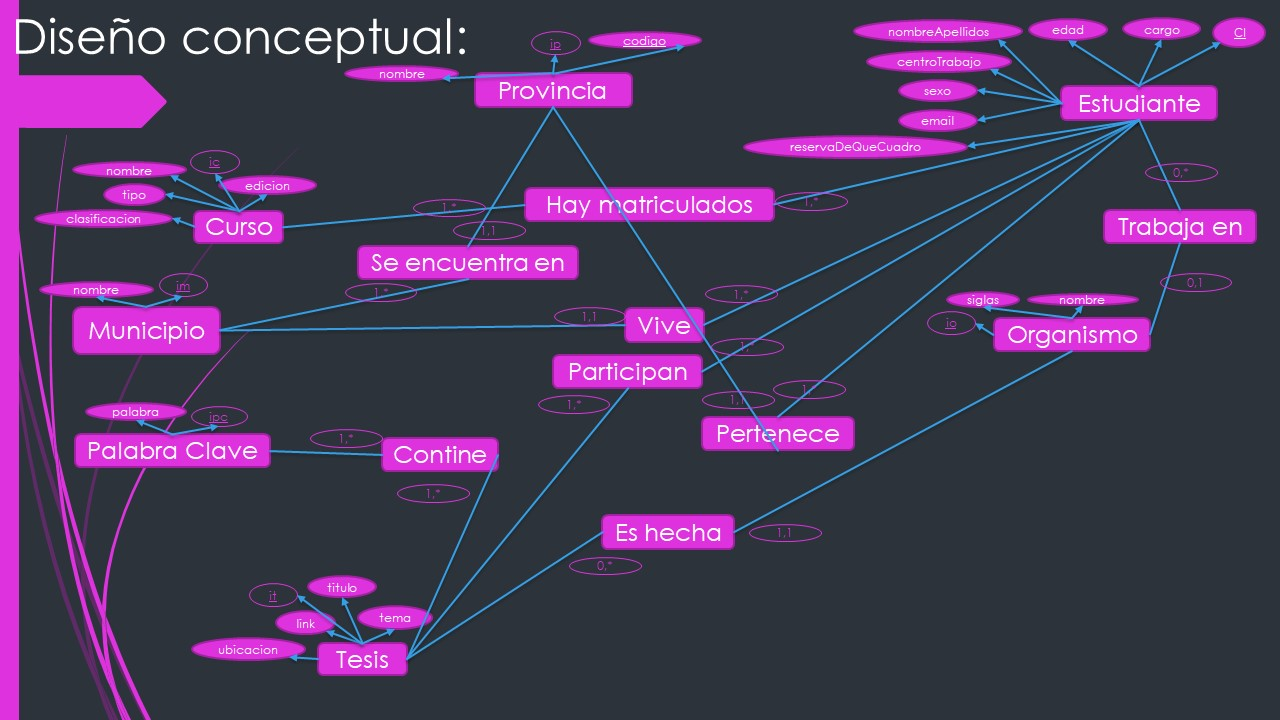 Diseño conceptual:
nombreApellidos
edad
cargo
CI
ip
codigo
nombre
centroTrabajo
Provincia
sexo
Estudiante
email
reservaDeQueCuadro
ic
nombre
0,*
edicion
tipo
1,*
1,*
Hay matriculados
clasificacion
Curso
1,1
Trabaja en
Se encuentra en
im
0,1
nombre
1,*
1,*
siglas
nombre
1,1
io
Municipio
Vive
Organismo
1,*
Participan
1,1
1,*
palabra
ipc
Pertenece
1,*
Palabra Clave
Contine
1,*
Es hecha
1,1
0,*
titulo
it
link
tema
ubicacion
Tesis